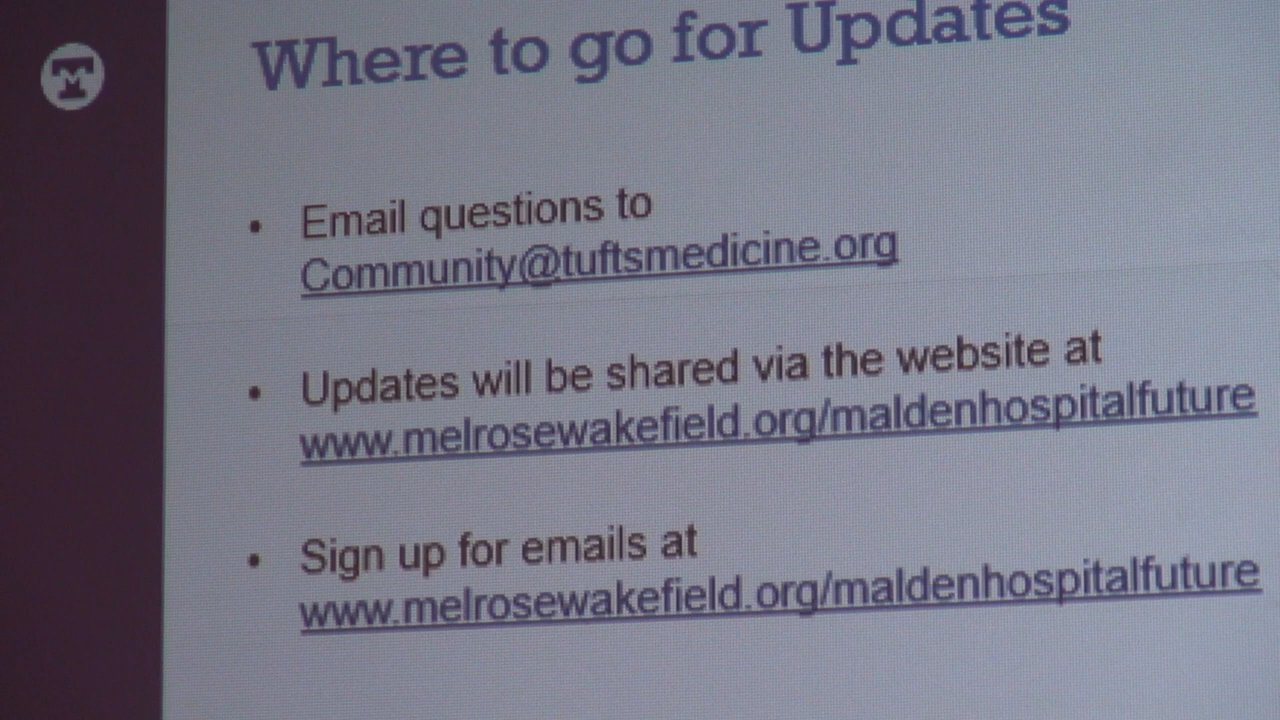 Where to go for Updates
• Email questions to
Community@tuftsmedicine.org
• Updates will be shared via the website at
www.melrosewakefield.org/maldenhospitalfuture
• Sign up for emails at
www.melrosewakefield.org/maldenhospitalfuture